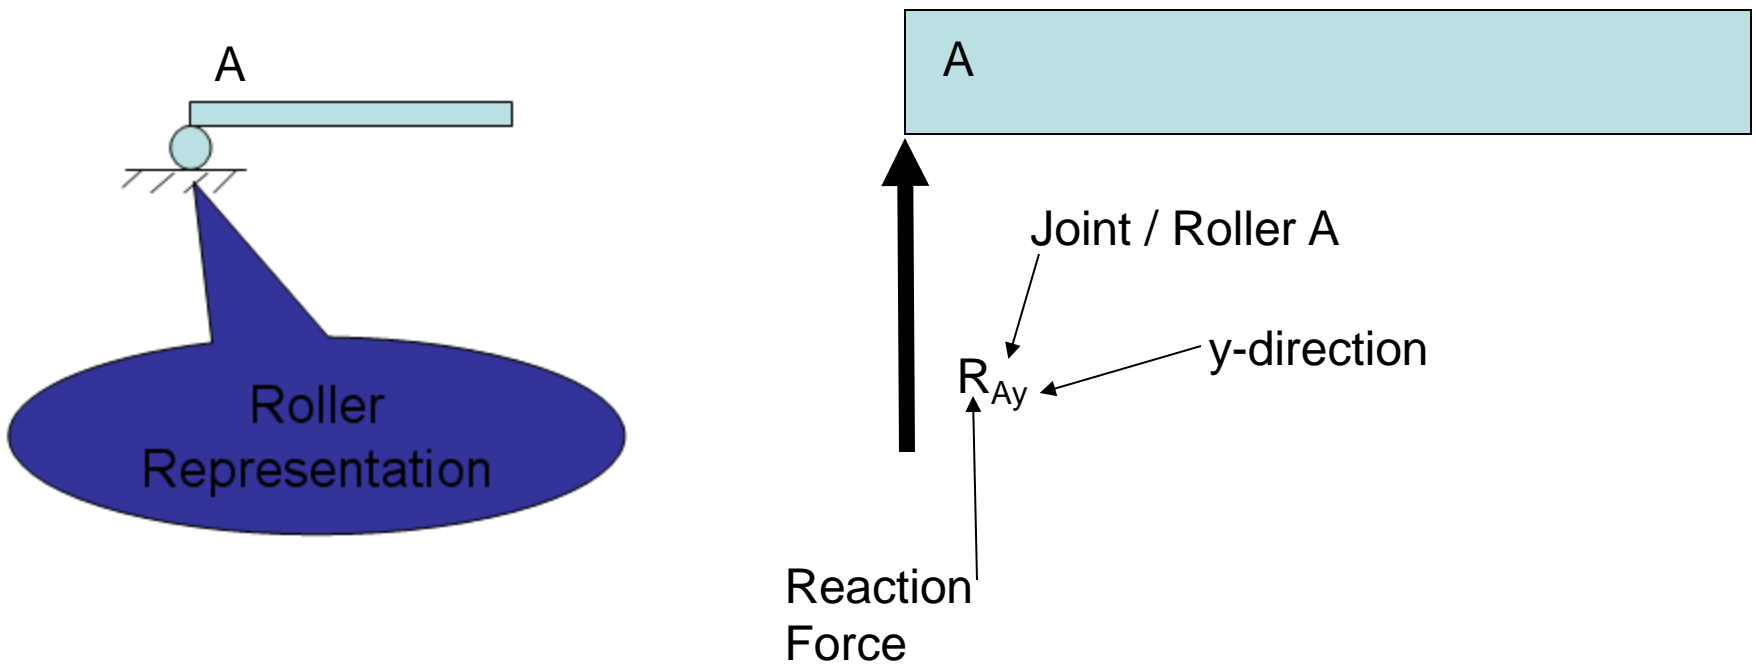 A
Roller
Representation
A
Joint / Roller A
y-direction
RAy
Reaction
Force